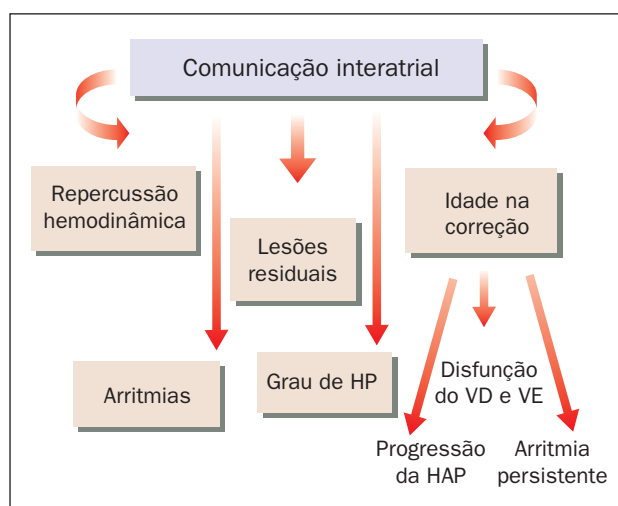 Comunicação interatrial
Repercussão
hemodinâmica
Idade na
correção
Lesões
residuais
Arritmias
Grau de HP
Disfunção
do VD e VE
Progressão
da HAP
Arritmia
persistente